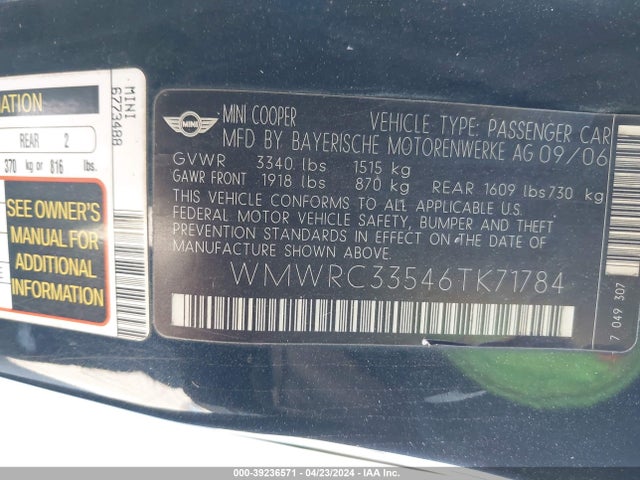 MATION
REAR 2
370 kg or 816 lbs.
SEE OWNER'S
MANUAL FOR
ADDITIONAL
INFORMATION
MINI
6773488
MINI
MINI COOPER VEHICLE TYPE: PASSENGER CAR
MFD BY BAYERISCHE MOTORENWERKE AG 09/06
GVWR 3340 lbs 1515 kg
GAWR FRONT 1918 lbs 870 kg REAR 1609 lbs 730 kg
THIS VEHICLE CONFORMS TO ALL APPLICABLE U.S.
FEDERAL MOTOR VEHICLE SAFETY, BUMPER AND THEFT
PREVENTION STANDARDS IN EFFECT ON THE DATE OF
MANUFACTURE SHOWN ABOVE.
WMWRC33546TK71784
7 049 307
000-39236571 - 04/23/2024 - IAA Inc.